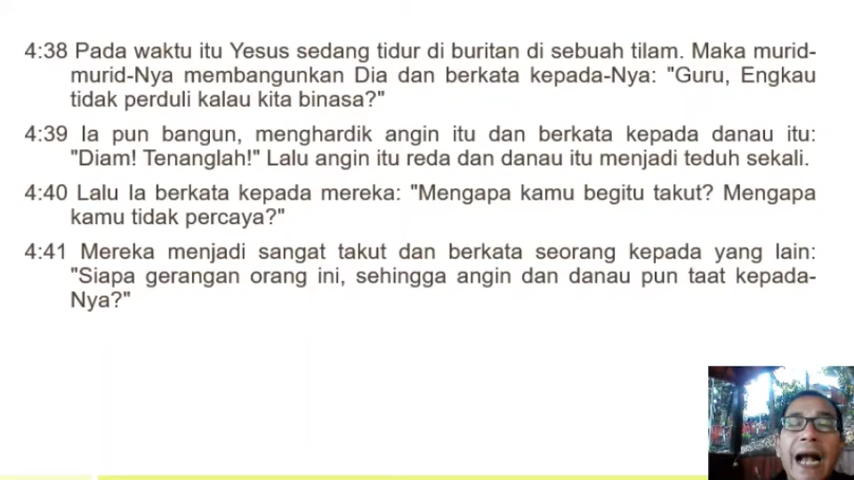 4:38 Pada waktu itu Yesus sedang tidur di buritan di sebuah tilam. Maka murid-
murid-Nya membangunkan Dia dan berkata kepada-Nya: "Guru, Engkau
tidak perduli kalau kita binasa?"
4:39 Ia pun bangun, menghardik angin itu dan berkata kepada danau itu:
"Diam! Tenanglah!" Lalu angin itu reda dan danau itu menjadi teduh sekali.
4:40 Lalu Ia berkata kepada mereka: "Mengapa kamu begitu takut? Mengapa
kamu tidak percaya?"
4:41 Mereka menjadi sangat takut dan berkata seorang kepada yang lain:
"Siapa gerangan orang ini, sehingga angin dan danau pun taat kepada-
Nya?"